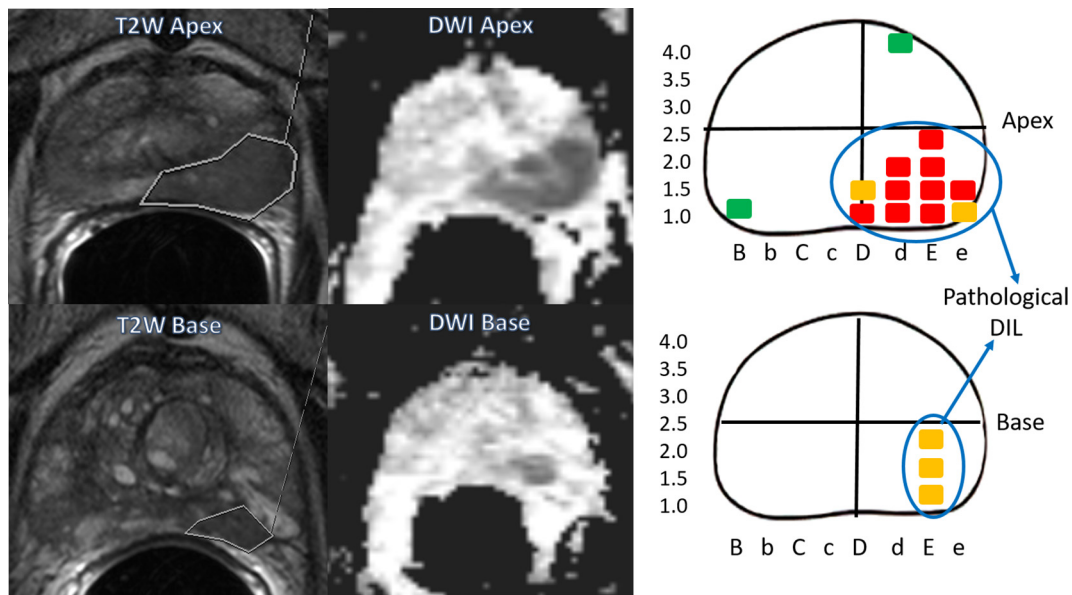 T2W Apex
DWI Apex
4.0
3.5
3.0
2.5
2.0
1.5
1.0
Apex
B b C c D d E e
Pathological
DIL
T2W Base
DWI Base
4.0
3.5
3.0
2.5
2.0
1.5
1.0
Base
B b C c D d E e